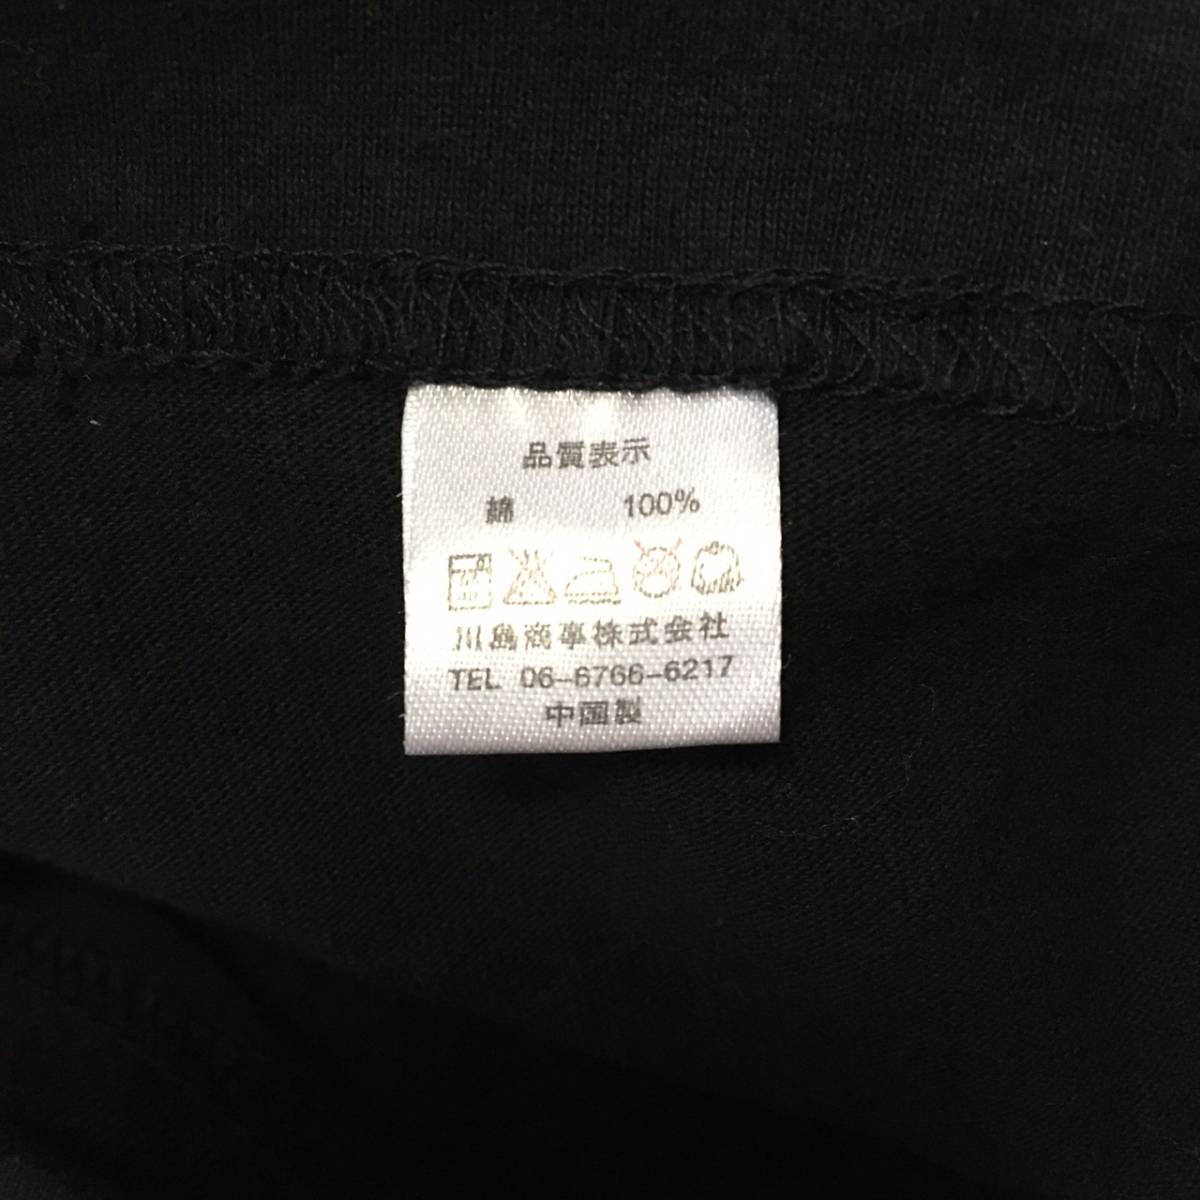 品質表示
綿 100%
川島商事株式会社
TEL 06-6766-6217
中国製